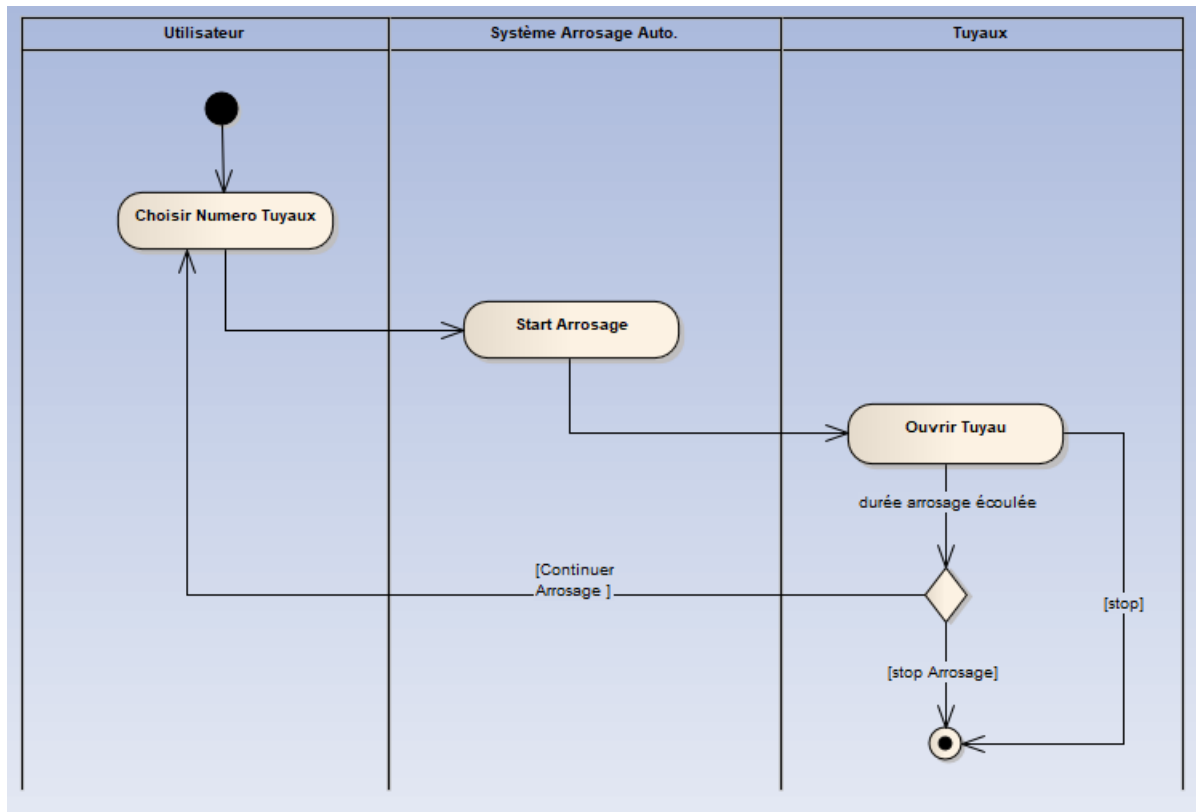 Utilisateur
Système Arrosage Auto.
Tuyaux
Choisir Numero Tuyaux
Start Arrosage
Ouvrir Tuyau
durée arrosage écoulée
[Continuer
Arrosage ]
[stop]
[stop Arrosage]